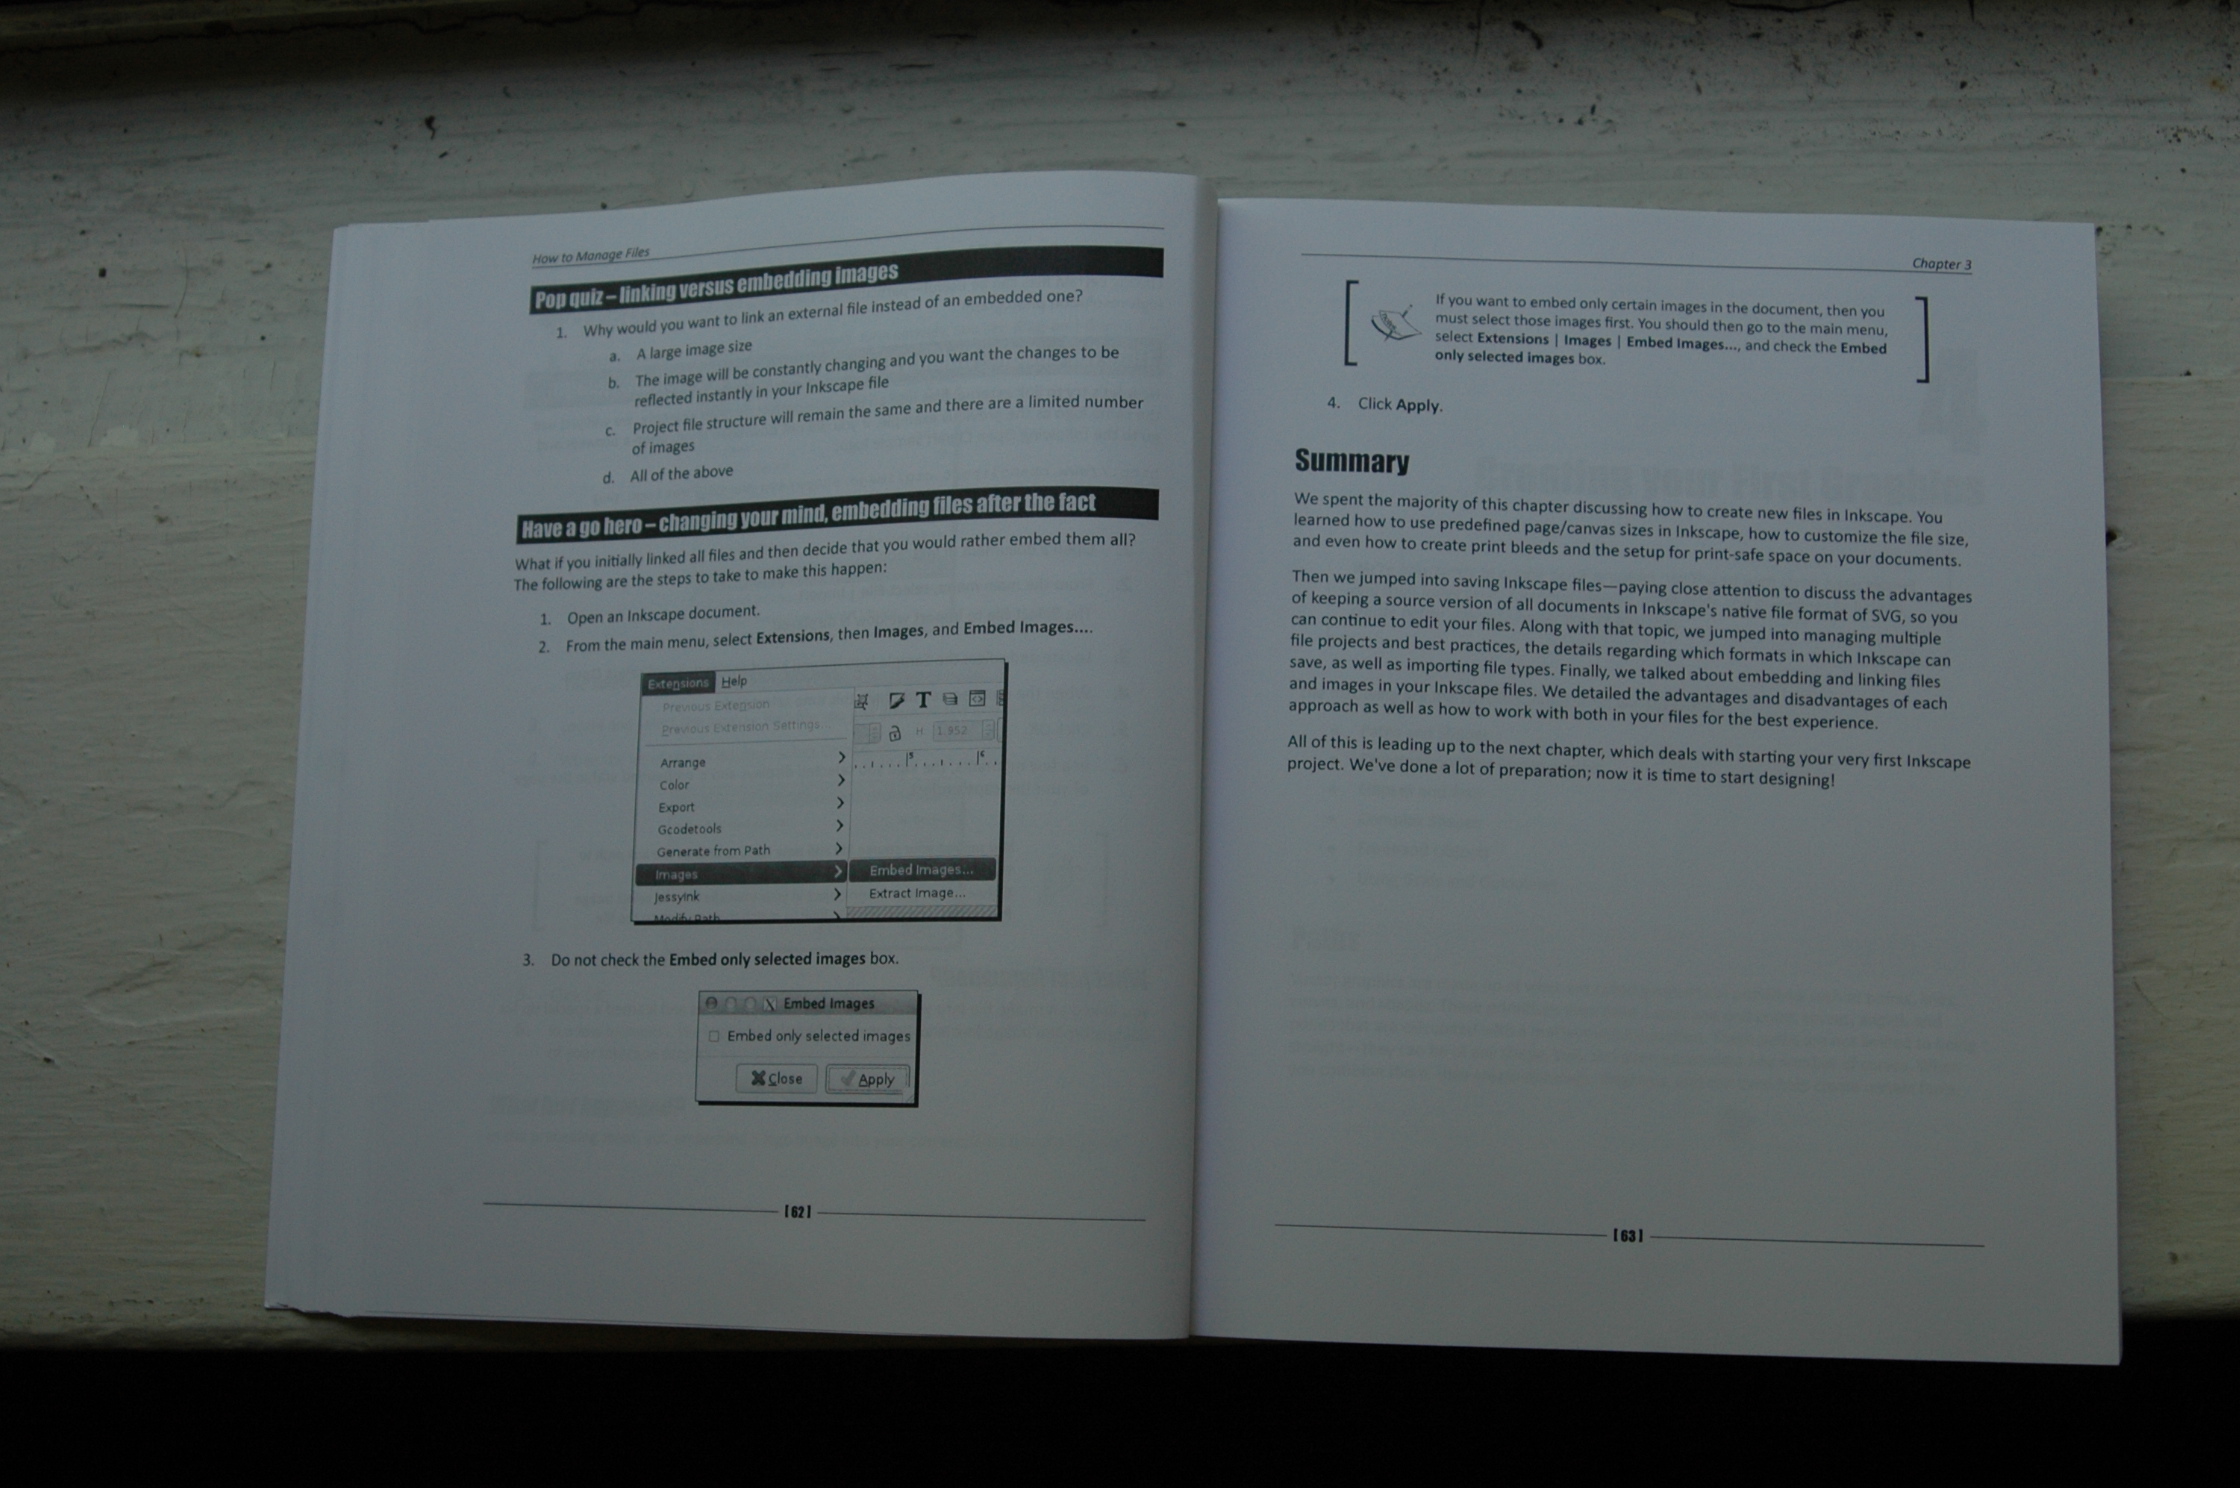 How to Manage Files
Pop quiz – linking versus embedding images
1. Why would you want to link an external file instead of an embedded one?
a. A large image size
b. The image will be constantly changing and you want the changes to be
reflected instantly in your Inkscape file
c. Project file structure will remain the same and there are a limited number
of images
d. All of the above
Have a go hero – changing your mind, embedding files after the fact
What if you initially linked all files and then decide that you would rather embed them all?
The following are the steps to take to make this happen:
1. Open an Inkscape document.
2. From the main menu, select Extensions, then Images, and Embed Images....
Extensions Help
Previous Extension
Previous Extension Settings
H 1.952
Arrange
Color
Export
Gcodetools
Generate from Path
Images Embed Images...
JessyInk Extract Image...
Modify Path
3. Do not check the Embed only selected images box.
Embed Images
Embed only selected images
Close Apply
[ 62 ]
Chapter 3
If you want to embed only certain images in the document, then you
must select those images first. You should then go to the main menu,
select Extensions | Images | Embed Images..., and check the Embed
only selected images box.
4. Click Apply.
Summary
We spent the majority of this chapter discussing how to create new files in Inkscape. You
learned how to use predefined page/canvas sizes in Inkscape, how to customize the file size,
and even how to create print bleeds and the setup for print-safe space on your documents.
Then we jumped into saving Inkscape files—paying close attention to discuss the advantages
of keeping a source version of all documents in Inkscape's native file format of SVG, so you
can continue to edit your files. Along with that topic, we jumped into managing multiple
file projects and best practices, the details regarding which formats in which Inkscape can
save, as well as importing file types. Finally, we talked about embedding and linking files
and images in your Inkscape files. We detailed the advantages and disadvantages of each
approach as well as how to work with both in your files for the best experience.
All of this is leading up to the next chapter, which deals with starting your very first Inkscape
project. We've done a lot of preparation; now it is time to start designing!
[ 63 ]